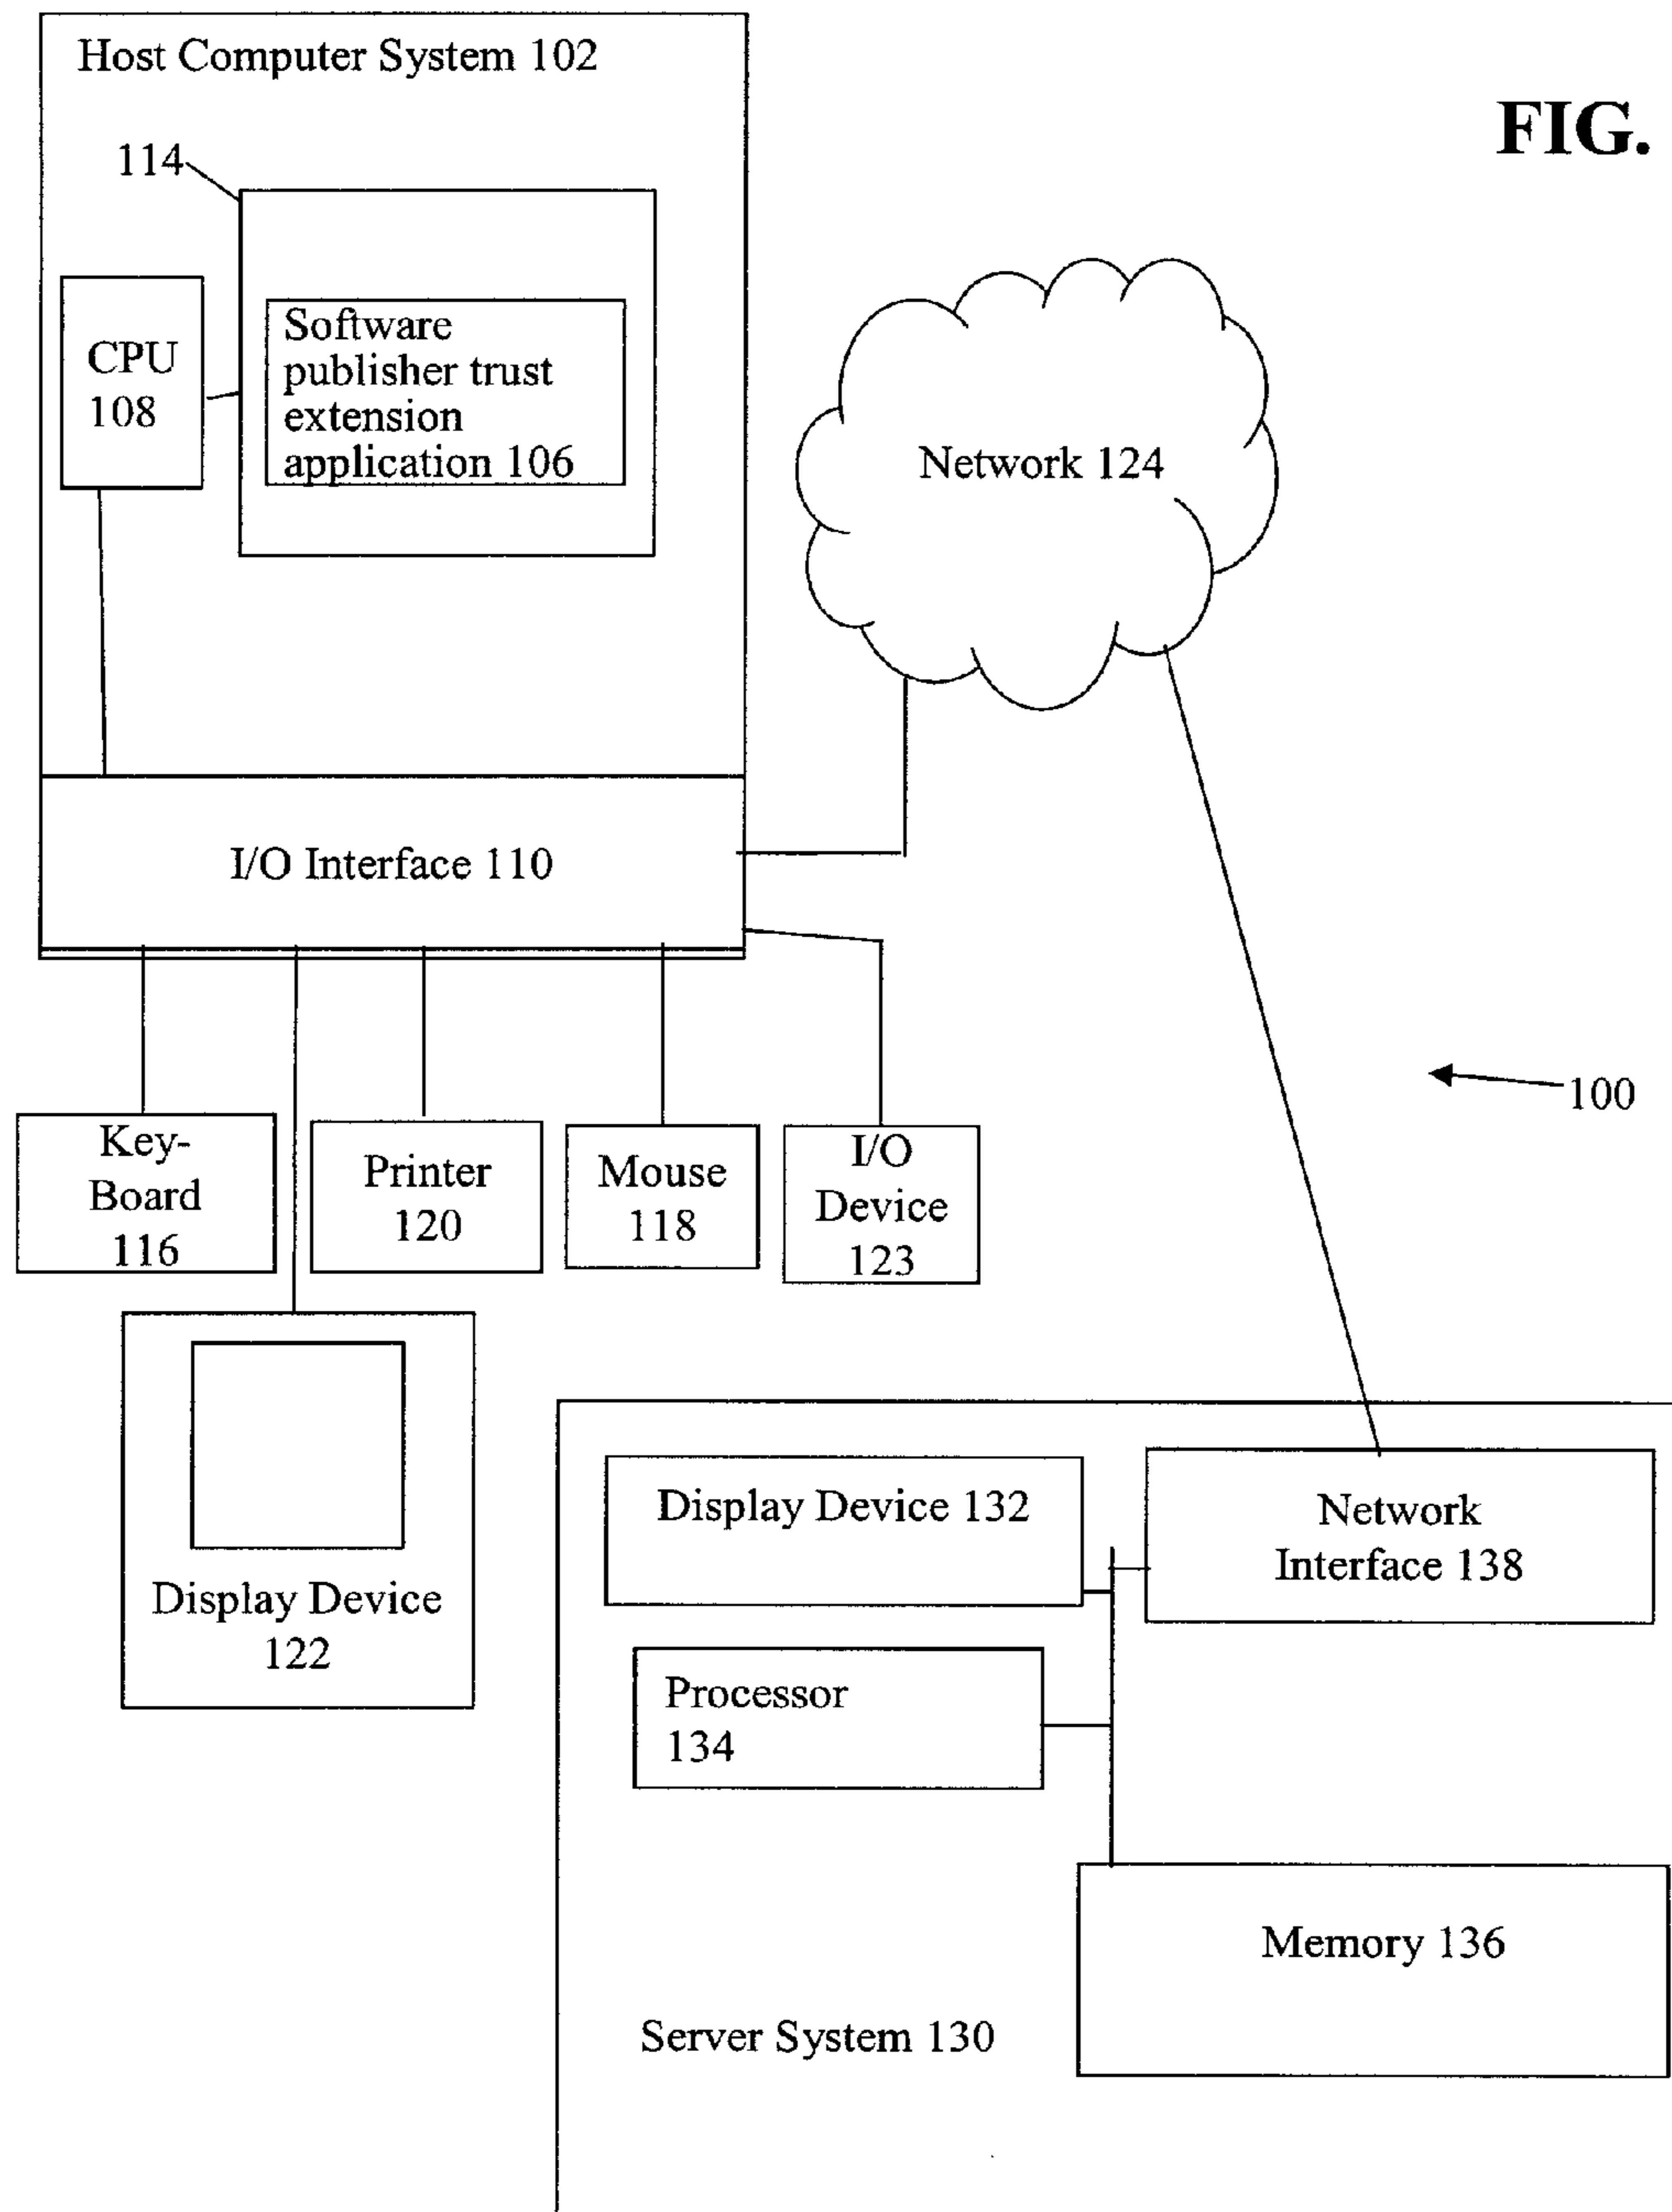 Host Computer System 102
FIG.
114
CPU
108
Software
publisher trust
extension
application 106
Network 124
I/O Interface 110
100
Key-
Board
116
Printer
120
Mouse
118
I/O
Device
123
Display Device
122
Display Device 132
Network
Interface 138
Processor
134
Memory 136
Server System 130